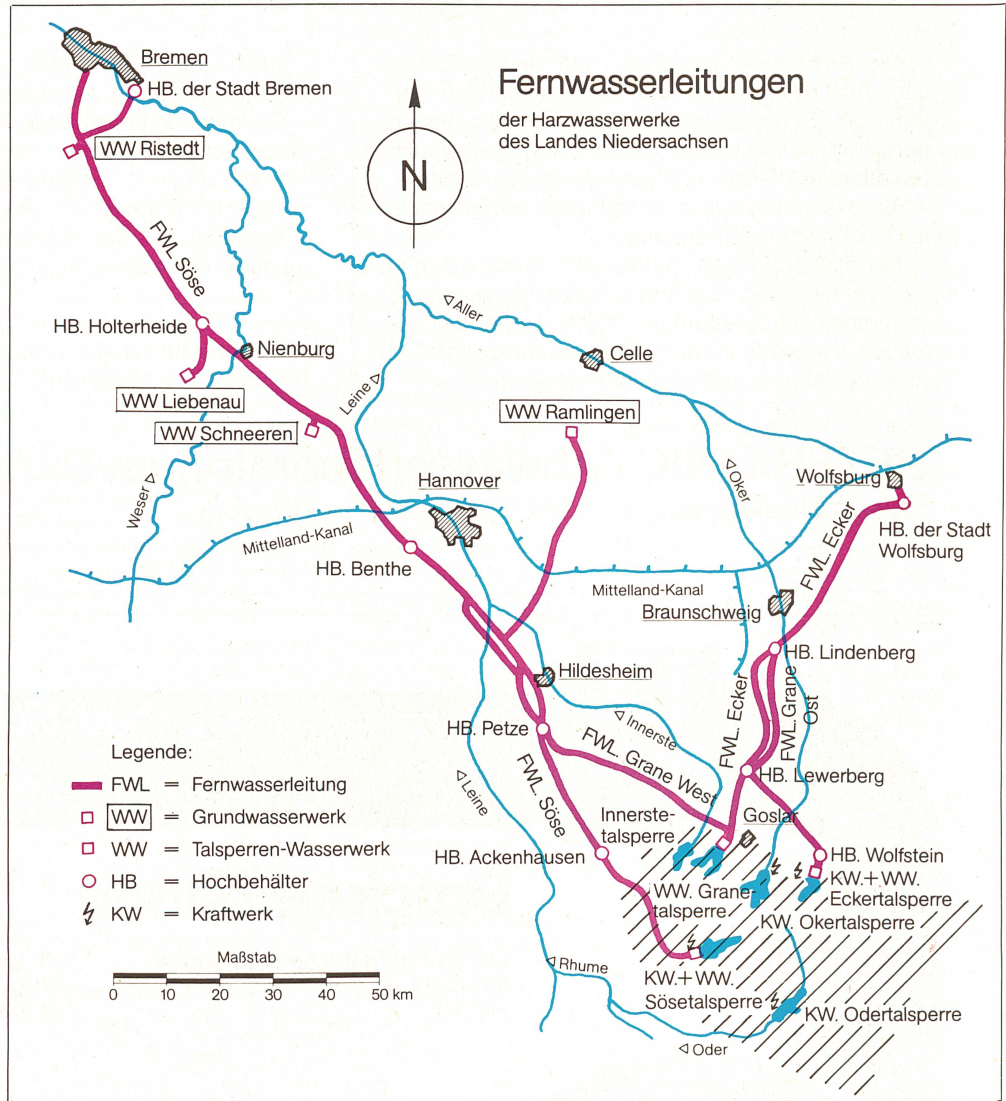 Fernwasserleitungen
der Harzwasserwerke
des Landes Niedersachsen
N
Bremen
HB. der Stadt Bremen
WW Ristedt
FWL Söse
HB. Holterheide
Nienburg
WW Liebenau
WW Schneeren
Weser
Leine
Aller
Celle
WW Ramlingen
Oker
Wolfsburg
HB. der Stadt
Wolfsburg
FWL. Ecker
Hannover
Mittelland-Kanal
HB. Benthe
Mittelland-Kanal
Braunschweig
HB. Lindenberg
Hildesheim
Innerste
FWL. Ecker
FWL.Grane
Ost
HB. Petze
FWL. Grane West
HB. Lewerberg
FWL. Söse
Leine
Innerste-
talsperre
Goslar
HB. Ackenhausen
HB. Wolfstein
KW.+WW.
Eckertalsperre
WW. Grane-
talsperre
KW. Okertalsperre
KW.+WW.
Sösetalsperre
Rhume
KW. Odertalsperre
Oder
Legende:
FWL = Fernwasserleitung
WW = Grundwasserwerk
WW = Talsperren-Wasserwerk
HB = Hochbehälter
KW = Kraftwerk
Maßstab
0 10 20 30 40 50 km